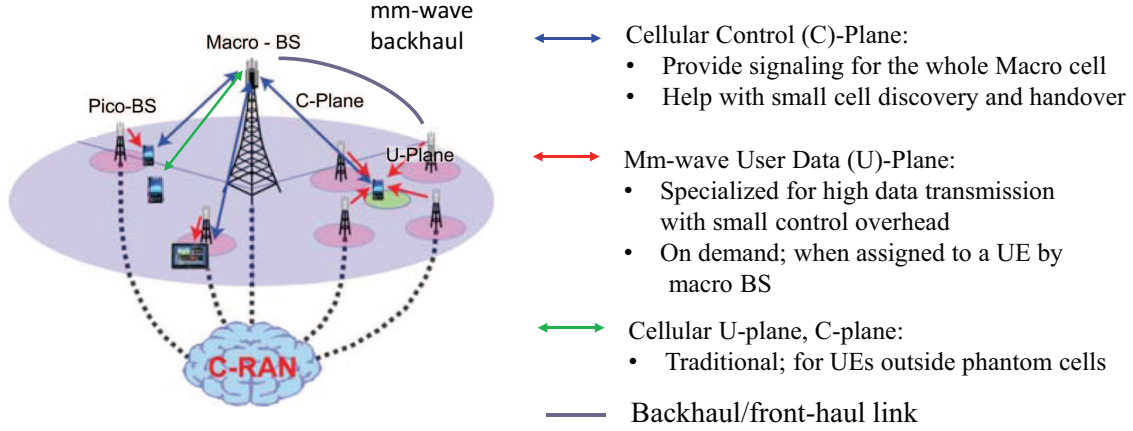 mm-wave
backhaul
Macro - BS
Pico-BS
C-Plane
U-Plane
C-RAN
Cellular Control (C)-Plane:
• Provide signaling for the whole Macro cell
• Help with small cell discovery and handover
Mm-wave User Data (U)-Plane:
• Specialized for high data transmission
with small control overhead
• On demand; when assigned to a UE by
macro BS
Cellular U-plane, C-plane:
• Traditional; for UEs outside phantom cells
Backhaul/front-haul link